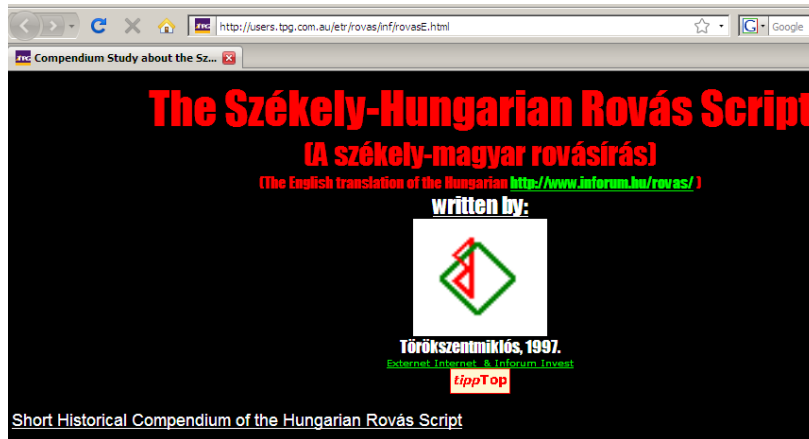 http://users.tpg.com.au/etr/rovas/inf/rovasE.html
Google
Compendium Study about the Sz...
The Székely-Hungarian Rovás Script
(A székely-magyar rovásírás)
(The English translation of the Hungarian http://www.inforum.hu/rovas/ )
written by:
Törökszentmiklós, 1997.
Externet Internet & Inforum Invest
tippTop
Short Historical Compendium of the Hungarian Rovás Script